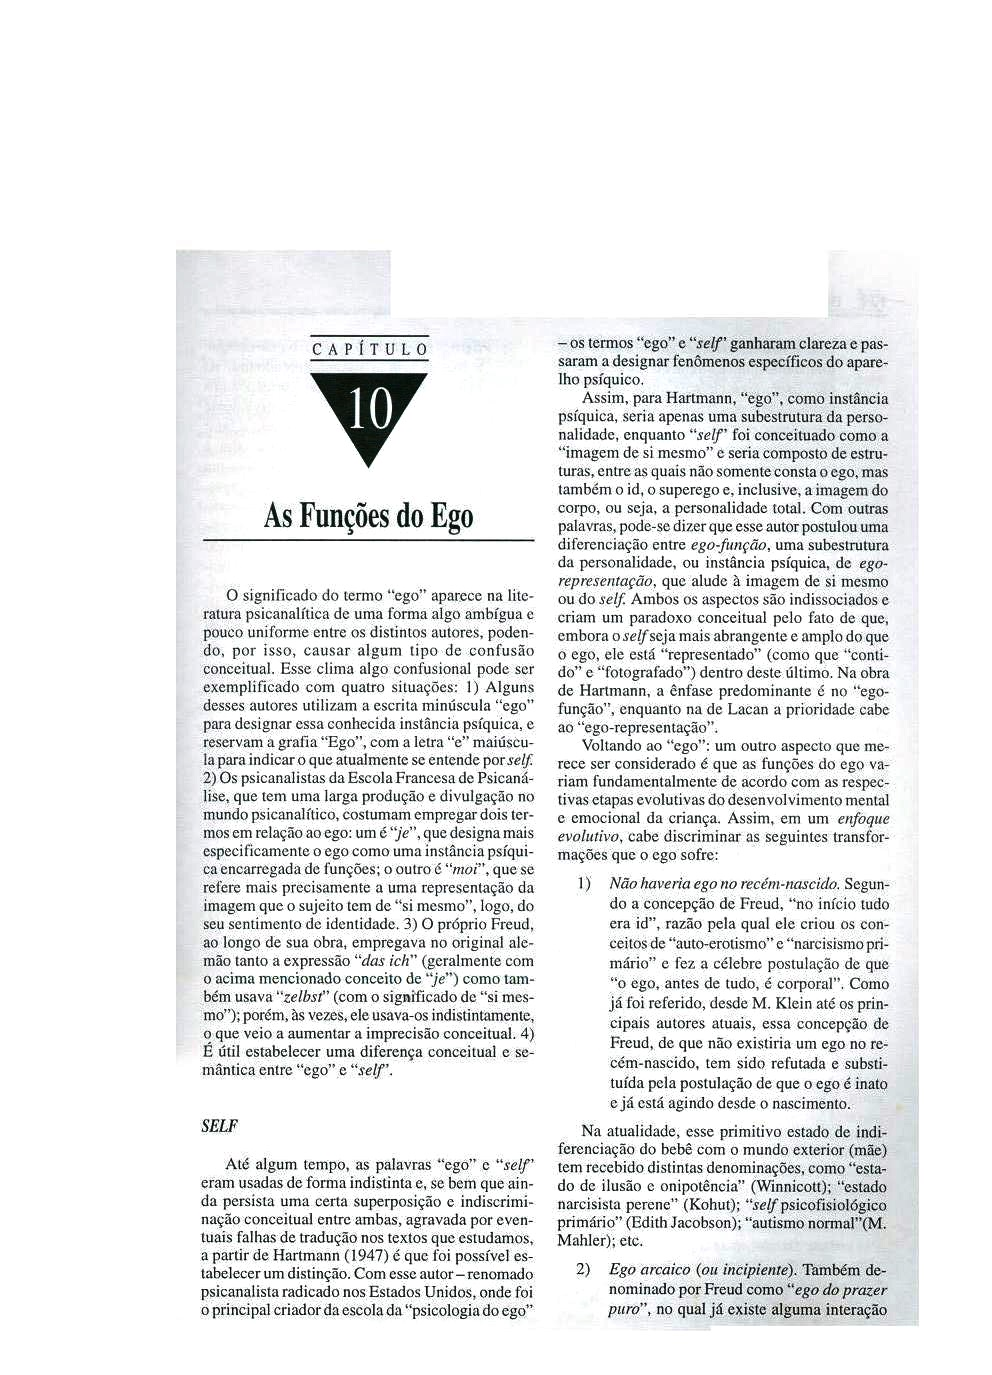 CAPÍTULO
10
As Funções do Ego
O significado do termo “ego” aparece na lite-
ratura psicanalítica de uma forma algo ambígua e
pouco uniforme entre os distintos autores, poden-
do, por isso, causar algum tipo de confusão
conceitual. Esse clima algo confusional pode ser
exemplificado com quatro situações: 1) Alguns
desses autores utilizam a escrita minúscula “ego”
para designar essa conhecida instância psíquica, e
reservam a grafia “Ego”, com a letra “e” maiúscu-
la para indicar o que atualmente se entende por self.
2) Os psicanalistas da Escola Francesa de Psicaná-
lise, que tem uma larga produção e divulgação no
mundo psicanalítico, costumam empregar dois ter-
mos em relação ao ego: um é “je”, que designa mais
especificamente o ego como uma instância psíqui-
ca encarregada de funções; o outro é “moi”, que se
refere mais precisamente a uma representação da
imagem que o sujeito tem de “si mesmo”, logo, do
seu sentimento de identidade. 3) O próprio Freud,
ao longo de sua obra, empregava no original ale-
mão tanto a expressão “das ich” (geralmente com
o acima mencionado conceito de “je”) como tam-
bém usava “zelbst” (com o significado de “si mes-
mo”); porém, às vezes, ele usava-os indistintamente,
o que veio a aumentar a imprecisão conceitual. 4)
É útil estabelecer uma diferença conceitual e se-
mântica entre “ego” e “self”.
SELF
Até algum tempo, as palavras “ego” e “self”
eram usadas de forma indistinta e, se bem que ain-
da persista uma certa superposição e indiscrimi-
nação conceitual entre ambas, agravada por even-
tuais falhas de tradução nos textos que estudamos,
a partir de Hartmann (1947) é que foi possível es-
tabelecer um distinção. Com esse autor – renomado
psicanalista radicado nos Estados Unidos, onde foi
o principal criador da escola da “psicologia do ego”
– os termos “ego” e “self” ganharam clareza e pas-
saram a designar fenômenos específicos do apare-
lho psíquico.
Assim, para Hartmann, “ego”, como instância
psíquica, seria apenas uma subestrutura da perso-
nalidade, enquanto “self” foi conceituado como a
“imagem de si mesmo” e seria composto de estru-
turas, entre as quais não somente consta o ego, mas
também o id, o superego e, inclusive, a imagem do
corpo, ou seja, a personalidade total. Com outras
palavras, pode-se dizer que esse autor postulou uma
diferenciação entre ego-função, uma subestrutura
da personalidade, ou instância psíquica, de ego-
representação, que alude à imagem de si mesmo
ou do self. Ambos os aspectos são indissociados e
criam um paradoxo conceitual pelo fato de que,
embora o self seja mais abrangente e amplo do que
o ego, ele está “representado” (como que “conti-
do” e “fotografado”) dentro deste último. Na obra
de Hartmann, a ênfase predominante é no “ego-
função”, enquanto na de Lacan a prioridade cabe
ao “ego-representação”.
Voltando ao “ego”: um outro aspecto que me-
rece ser considerado é que as funções do ego va-
riam fundamentalmente de acordo com as respec-
tivas etapas evolutivas do desenvolvimento mental
e emocional da criança. Assim, em um enfoque
evolutivo, cabe discriminar as seguintes transfor-
mações que o ego sofre:
1) Não haveria ego no recém-nascido. Segun-
do a concepção de Freud, “no início tudo
era id”, razão pela qual ele criou os con-
ceitos de “auto-erotismo” e “narcisismo pri-
mário” e fez a célebre postulação de que
“o ego, antes de tudo, é corporal”. Como
já foi referido, desde M. Klein até os prin-
cipais autores atuais, essa concepção de
Freud, de que não existiria um ego no re-
cém-nascido, tem sido refutada e substi-
tuída pela postulação de que o ego é inato
e já está agindo desde o nascimento.
Na atualidade, esse primitivo estado de indi-
ferenciação do bebê com o mundo exterior (mãe)
tem recebido distintas denominações, como “esta-
do de ilusão e onipotência” (Winnicott); “estado
narcisista perene” (Kohut); “self psicofisiológico
primário” (Edith Jacobson); “autismo normal”(M.
Mahler); etc.
2) Ego arcaico (ou incipiente). Também de-
nominado por Freud como “ego do prazer
puro”, no qual já existe alguma interação